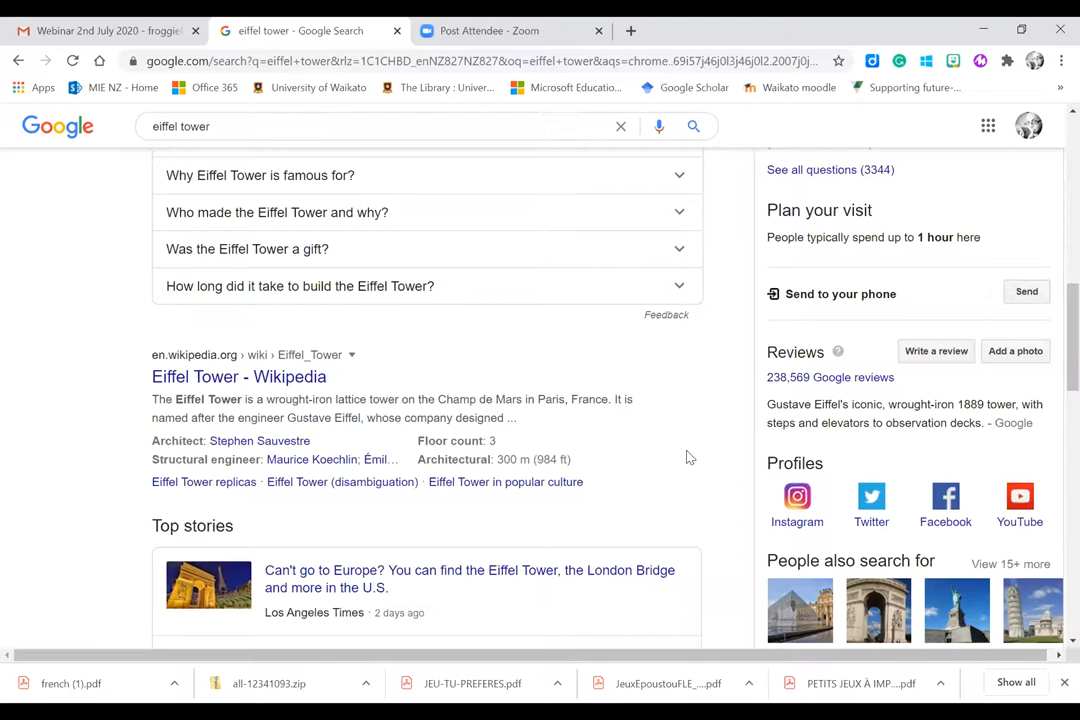 Webinar 2nd July 2020 - froggie
eiffel tower - Google Search
Post Attendee - Zoom
google.com/search?q=eiffel+tower&rlz=1C1CHBD_enNZ827NZ827&oq=eiffel+tower&aqs=chrome..69i57j46j0l3j46j0l2.2007j0j...
Apps
MIE NZ - Home
Office 365
University of Waikato
The Library : Univer...
Microsoft Educatio...
Google Scholar
Waikato moodle
Supporting future-...
Google
eiffel tower
Why Eiffel Tower is famous for?
Who made the Eiffel Tower and why?
Was the Eiffel Tower a gift?
How long did it take to build the Eiffel Tower?
Feedback
en.wikipedia.org › wiki › Eiffel_Tower
Eiffel Tower - Wikipedia
The Eiffel Tower is a wrought-iron lattice tower on the Champ de Mars in Paris, France. It is
named after the engineer Gustave Eiffel, whose company designed ...
Architect: Stephen Sauvestre
Floor count: 3
Structural engineer: Maurice Koechlin; Émil...
Architectural: 300 m (984 ft)
Eiffel Tower replicas · Eiffel Tower (disambiguation) · Eiffel Tower in popular culture
Top stories
Can't go to Europe? You can find the Eiffel Tower, the London Bridge
and more in the U.S.
Los Angeles Times · 2 days ago
See all questions (3344)
Plan your visit
People typically spend up to 1 hour here
Send to your phone
Send
Reviews
Write a review
Add a photo
238,569 Google reviews
Gustave Eiffel's iconic, wrought-iron 1889 tower, with
steps and elevators to observation decks. - Google
Profiles
Instagram
Twitter
Facebook
YouTube
People also search for
View 15+ more
french (1).pdf
all-12341093.zip
JEU-TU-PREFERES.pdf
JeuxEpoustouFLE_....pdf
PETITS JEUX À IMP....pdf
Show all